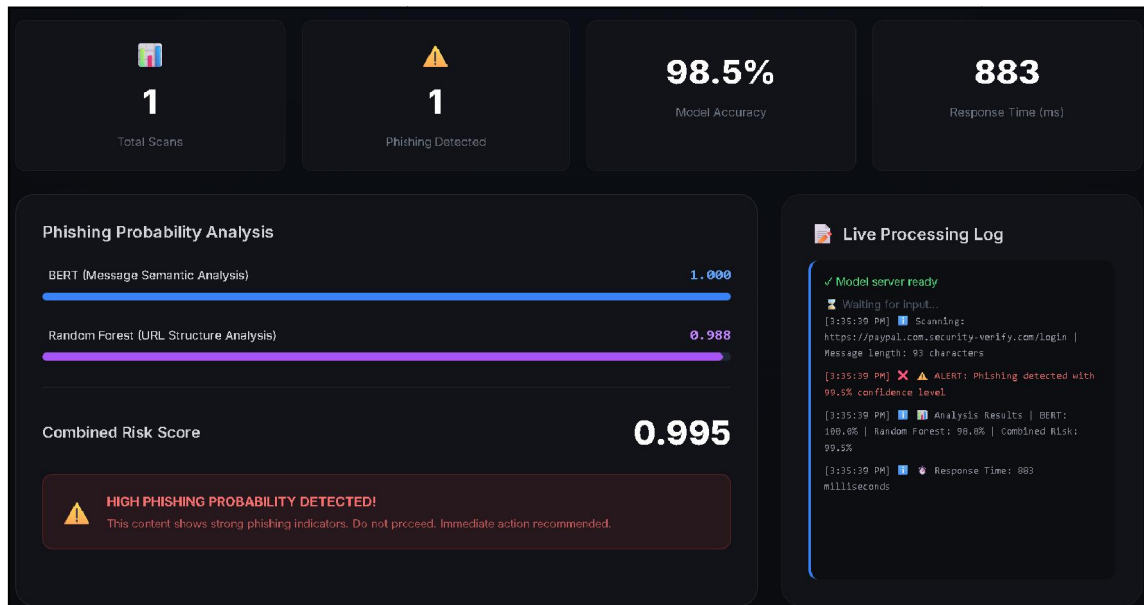 1
Total Scans
1
Phishing Detected
98.5%
Model Accuracy
883
Response Time (ms)
Phishing Probability Analysis
BERT (Message Semantic Analysis) 1.000
Random Forest (URL Structure Analysis) 0.988
Combined Risk Score 0.995
HIGH PHISHING PROBABILITY DETECTED!
This content shows strong phishing indicators. Do not proceed. Immediate action recommended.
Live Processing Log
✓ Model server ready
Waiting for input...
[3:35:39 PM] Scanning:
https://paypal.com.security-verify.com/login |
Message length: 93 characters
[3:35:39 PM] ALERT: Phishing detected with
99.5% confidence level
[3:35:39 PM] Analysis Results | BERT:
100.0% | Random Forest: 98.8% | Combined Risk:
99.5%
[3:35:39 PM] Response Time: 883
milliseconds